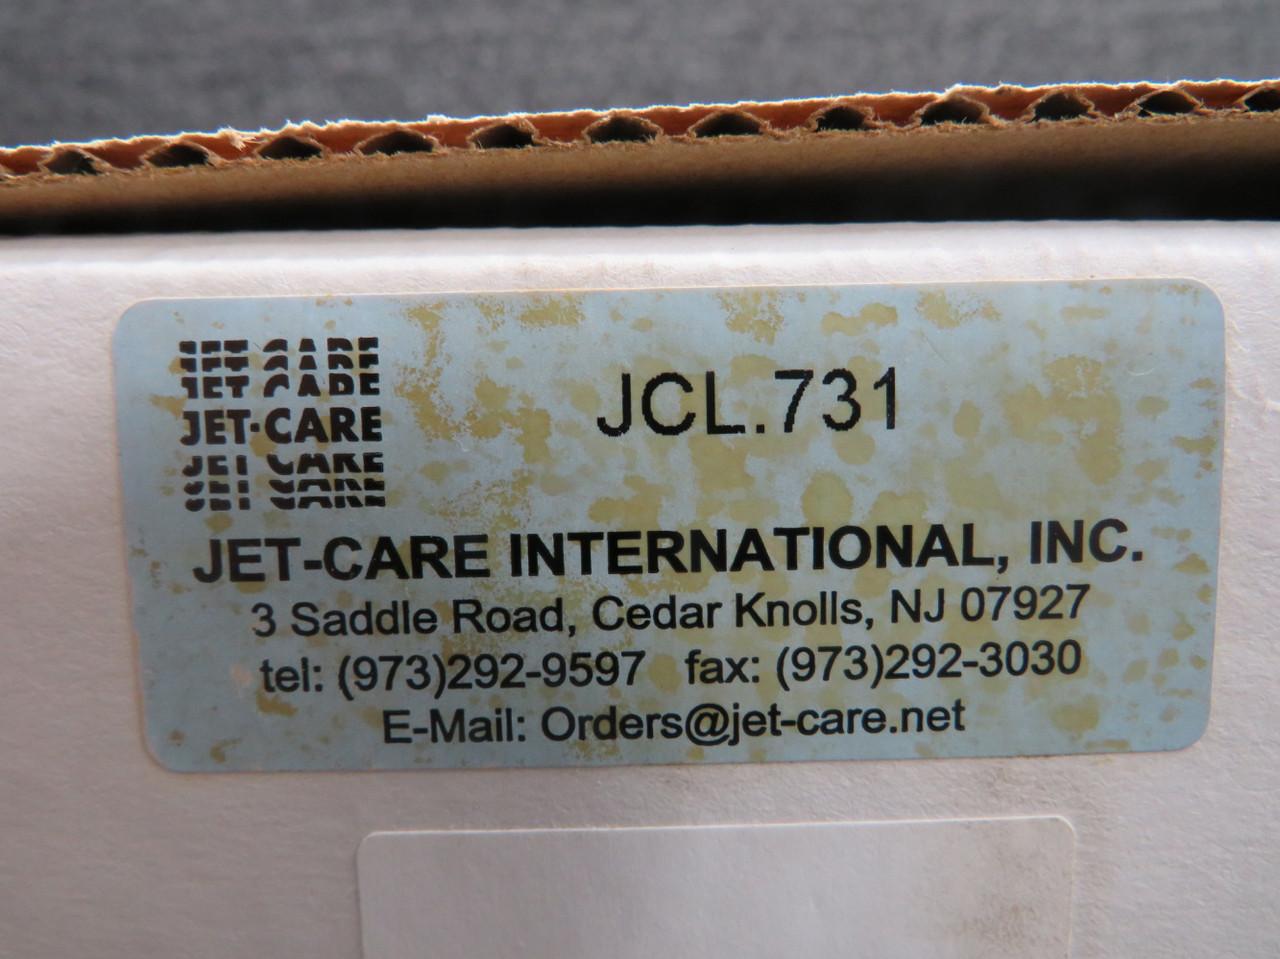 JET-CARE
JCL.731
JET-CARE INTERNATIONAL, INC.
3 Saddle Road, Cedar Knolls, NJ 07927
tel: (973)292-9597 fax: (973)292-3030
E-Mail: Orders@jet-care.net